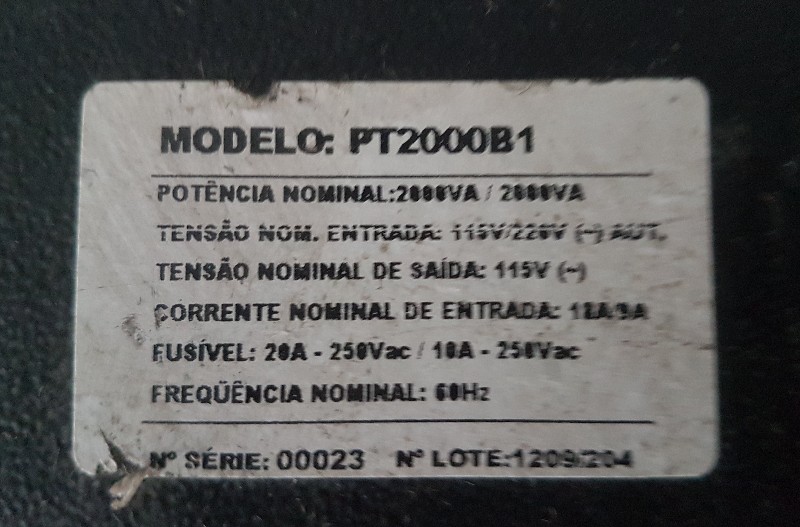 MODELO: PT2000B1
POTÊNCIA NOMINAL:2000VA / 2000VA
TENSÃO NOM. ENTRADA: 115V/220V (~) AUT.
TENSÃO NOMINAL DE SAÍDA: 115V (~)
CORRENTE NOMINAL DE ENTRADA: 18A/9A
FUSÍVEL: 20A - 250Vac / 10A - 250Vac
FREQÜÊNCIA NOMINAL: 60Hz
Nº SÉRIE: 00023 Nº LOTE:1209/204